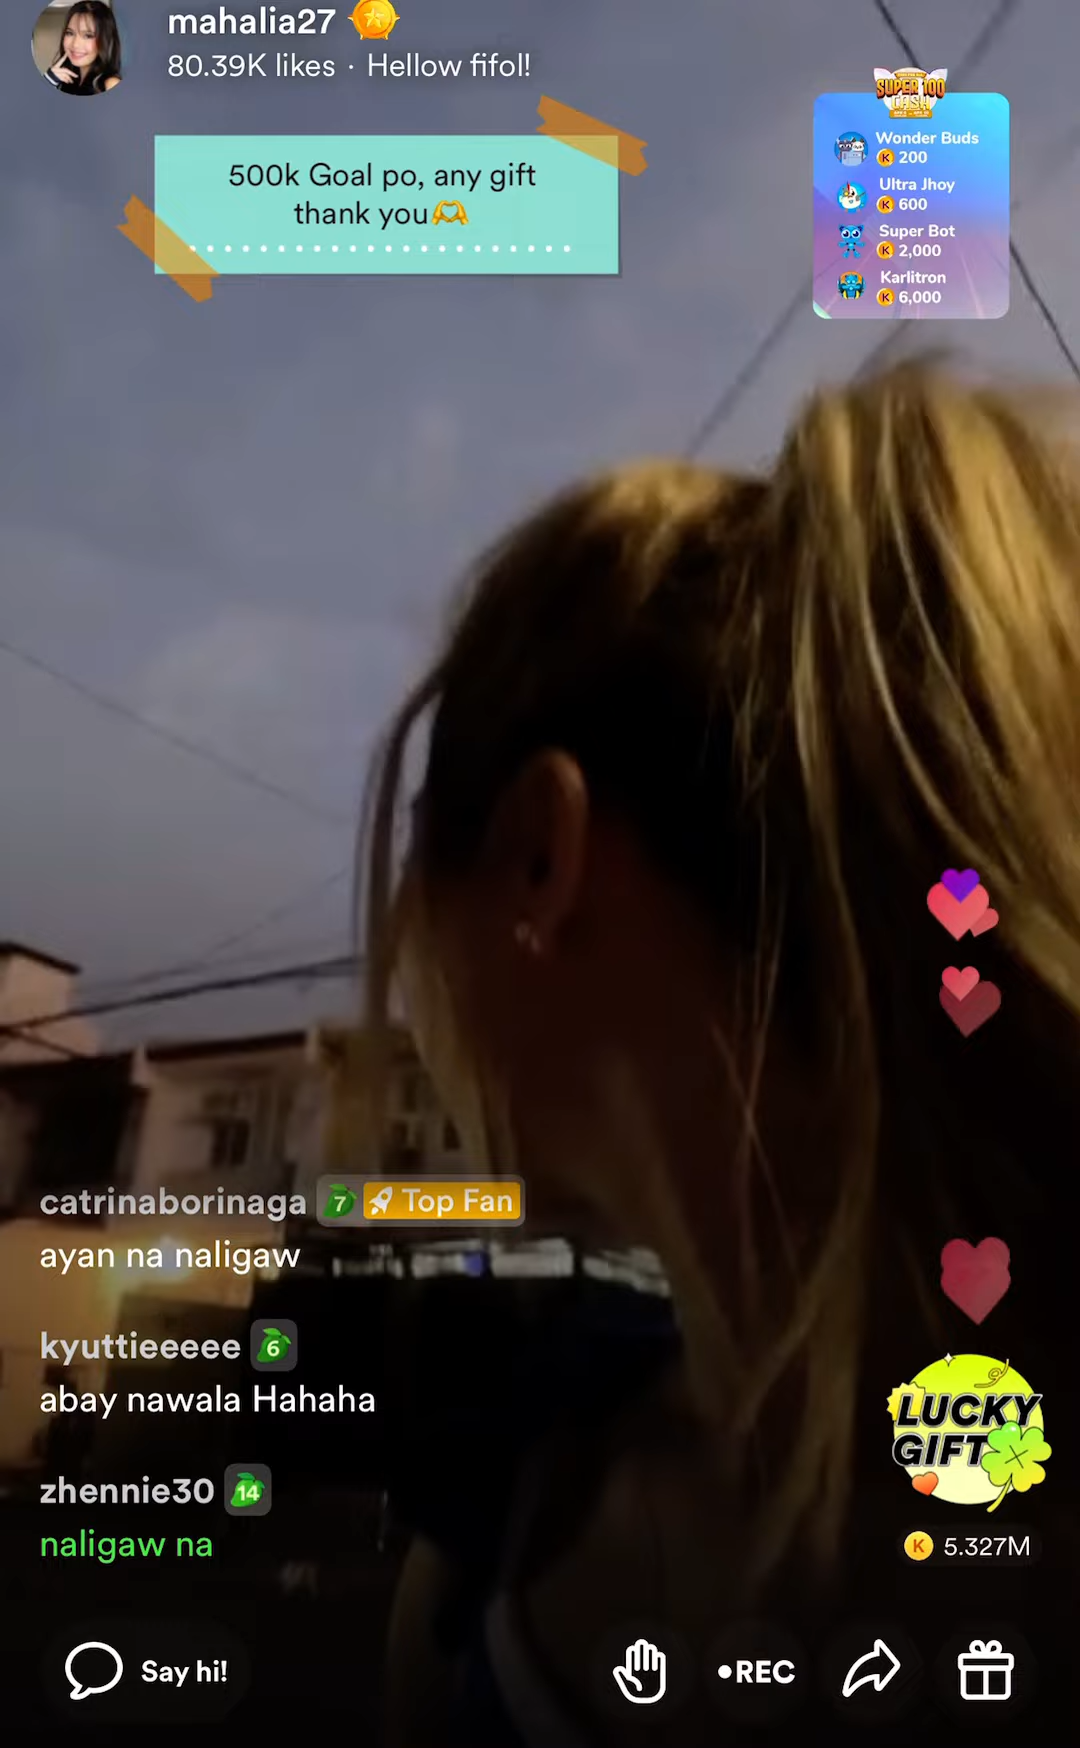 mahalia27
80.39K likes · Hellow fifol!
500k Goal po, any gift
thank you🫶
SUPER 100
CASH
Wonder Buds
K 200
Ultra Jhoy
K 600
Super Bot
K 2,000
Karlitron
K 6,000
catrinaborinaga 7 Top Fan
ayan na naligaw
kyuttieeeee 6
abay nawala Hahaha
zhennie30 14
naligaw na
LUCKY
GIFT
K 5.327M
Say hi!
•REC